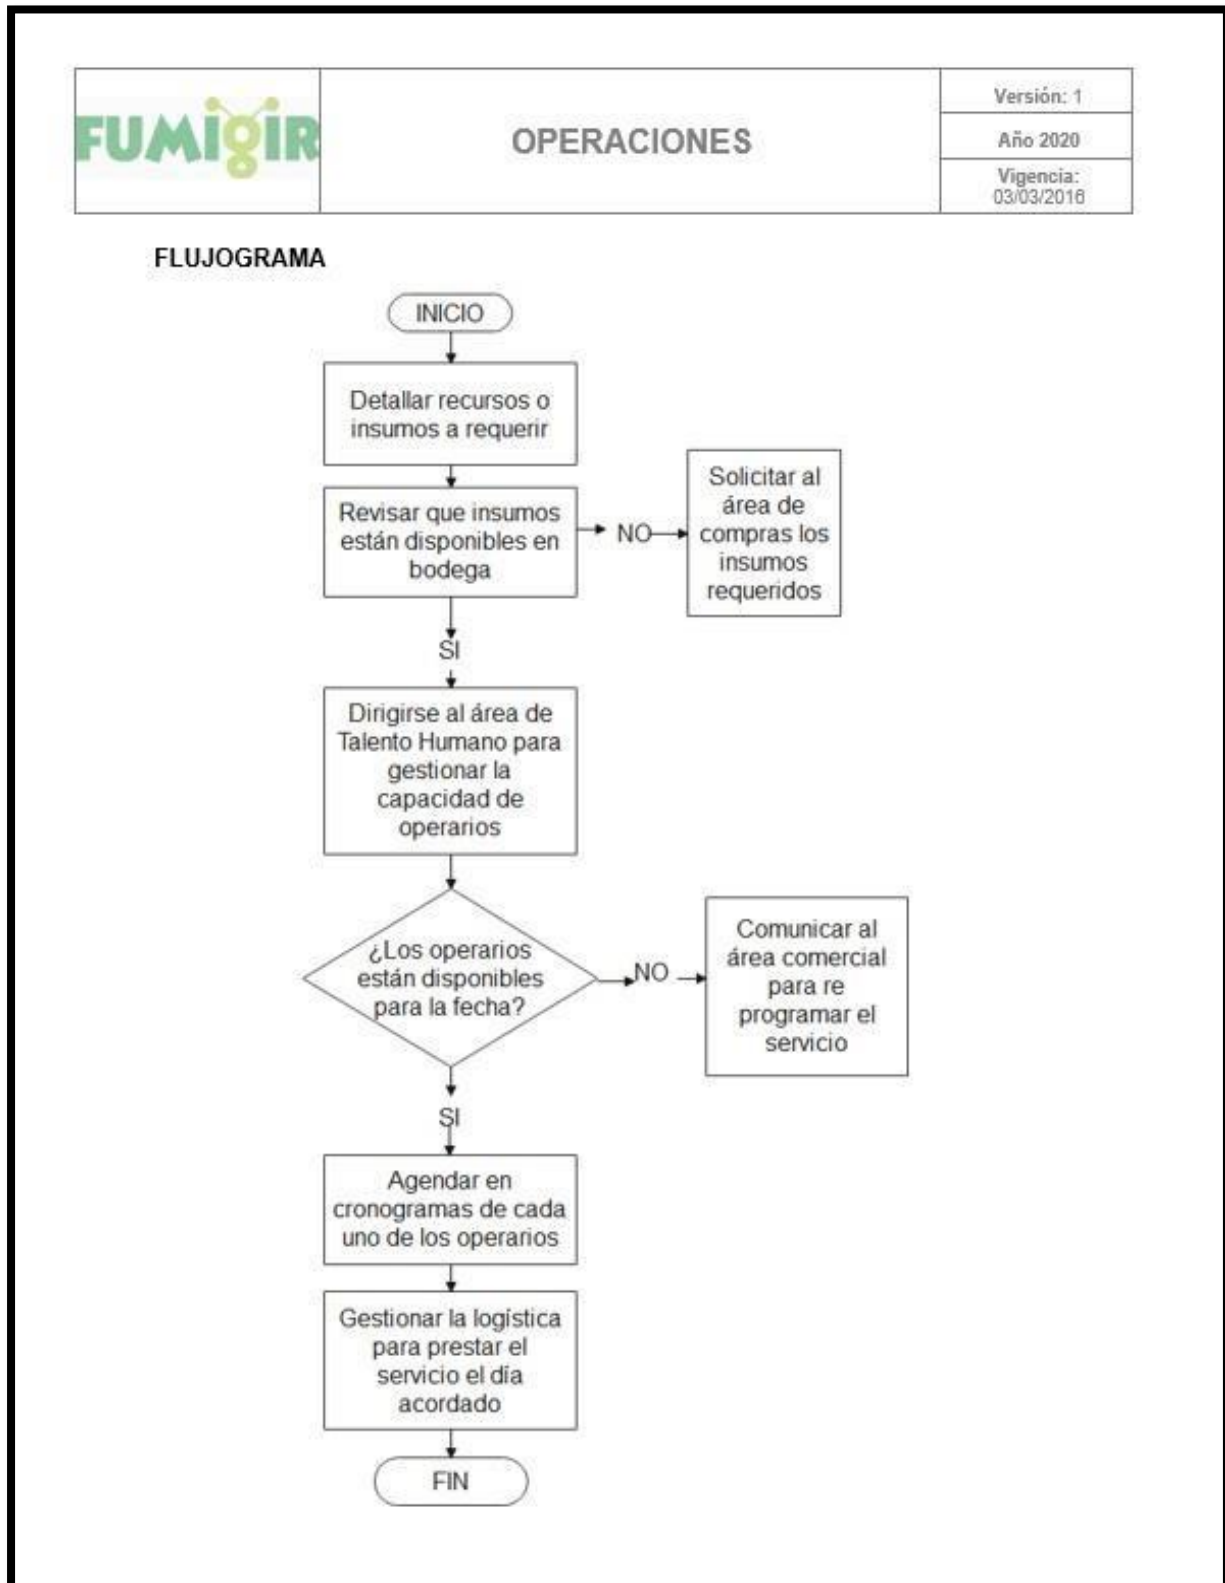 FUMIGIR
OPERACIONES
Versión: 1
Año 2020
Vigencia:
03/03/2016
FLUJOGRAMA
INICIO
Detallar recursos o
insumos a requerir
Revisar que insumos
están disponibles en
bodega
NO
Solicitar al
área de
compras los
insumos
requeridos
SI
Dirigirse al área de
Talento Humano para
gestionar la
capacidad de
operarios
¿Los operarios
están disponibles
para la fecha?
NO
Comunicar al
área comercial
para re
programar el
servicio
SI
Agendar en
cronogramas de cada
uno de los operarios
Gestionar la logística
para prestar el
servicio el día
acordado
FIN